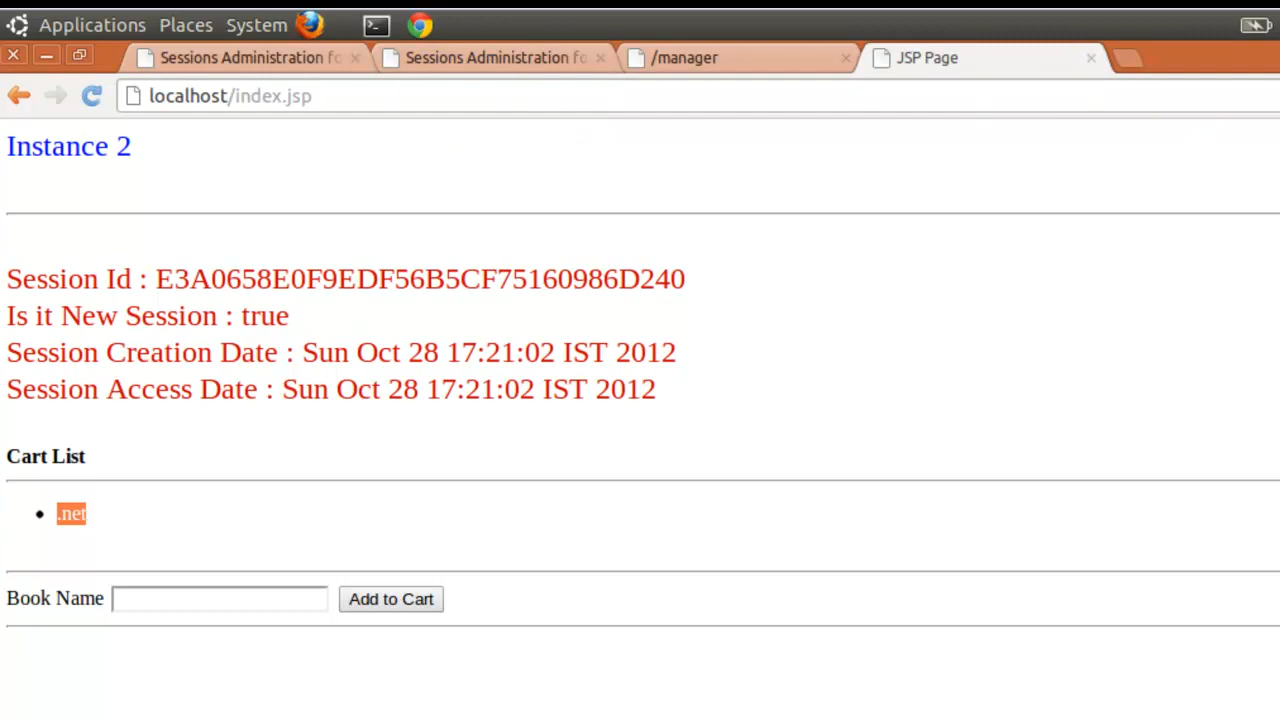 Applications Places System
Sessions Administration fo
Sessions Administration fo
/manager
JSP Page
localhost/index.jsp
Instance 2
Session Id : E3A0658E0F9EDF56B5CF75160986D240
Is it New Session : true
Session Creation Date : Sun Oct 28 17:21:02 IST 2012
Session Access Date : Sun Oct 28 17:21:02 IST 2012
Cart List
.net
Book Name Add to Cart